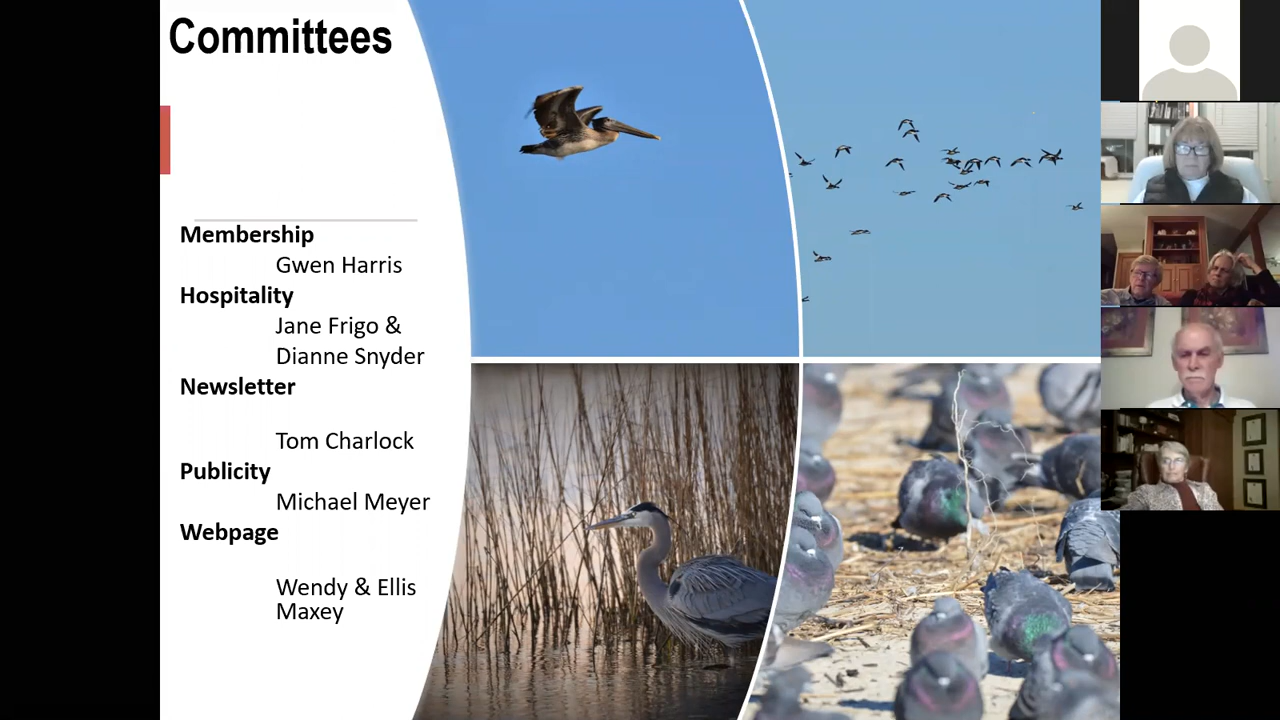 Committees
Membership
Gwen Harris
Hospitality
Jane Frigo &
Dianne Snyder
Newsletter
Tom Charlock
Publicity
Michael Meyer
Webpage
Wendy & Ellis
Maxey